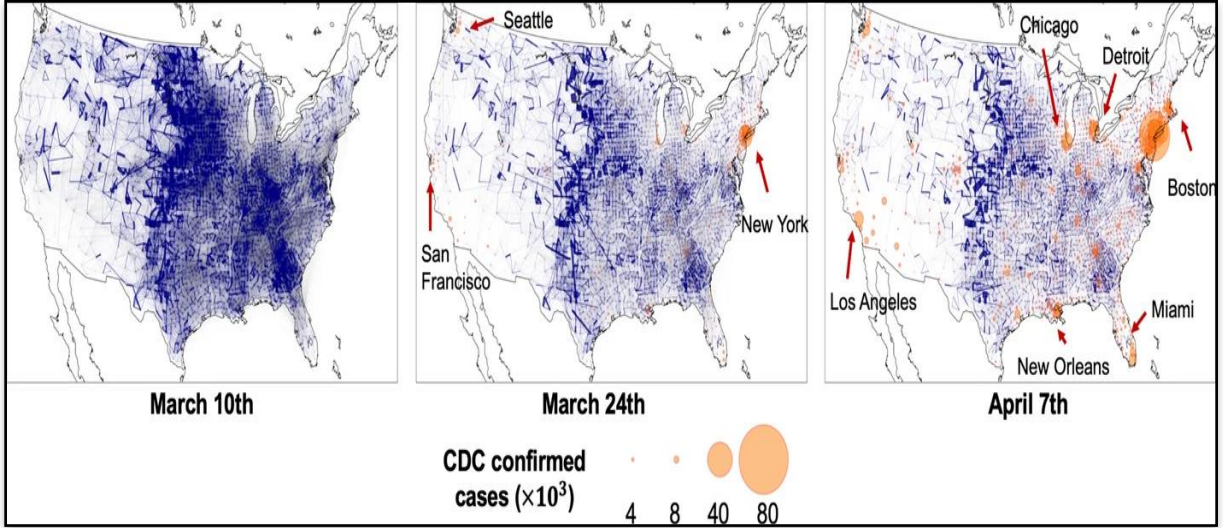 Seattle
San
Francisco
New York
Chicago
Detroit
Boston
Los Angeles
Miami
New Orleans
March 10th
March 24th
April 7th
CDC confirmed
cases (×10³)
4 8 40 80